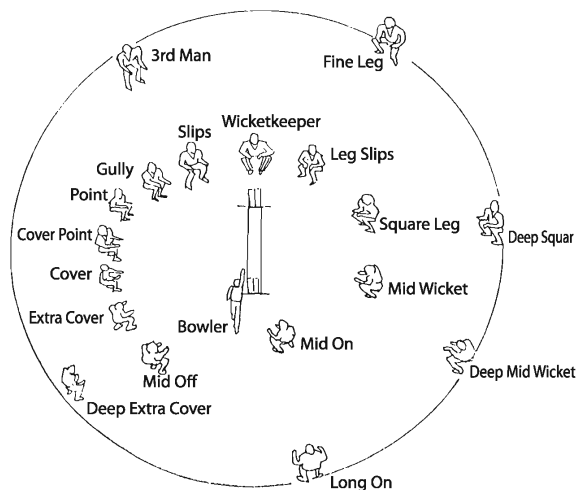 3rd Man
Fine Leg
Wicketkeeper
Slips
Leg Slips
Gully
Point
Square Leg
Cover Point
Deep Squar
Cover
Mid Wicket
Extra Cover
Bowler
Mid On
Mid Off
Deep Mid Wicket
Deep Extra Cover
Long On